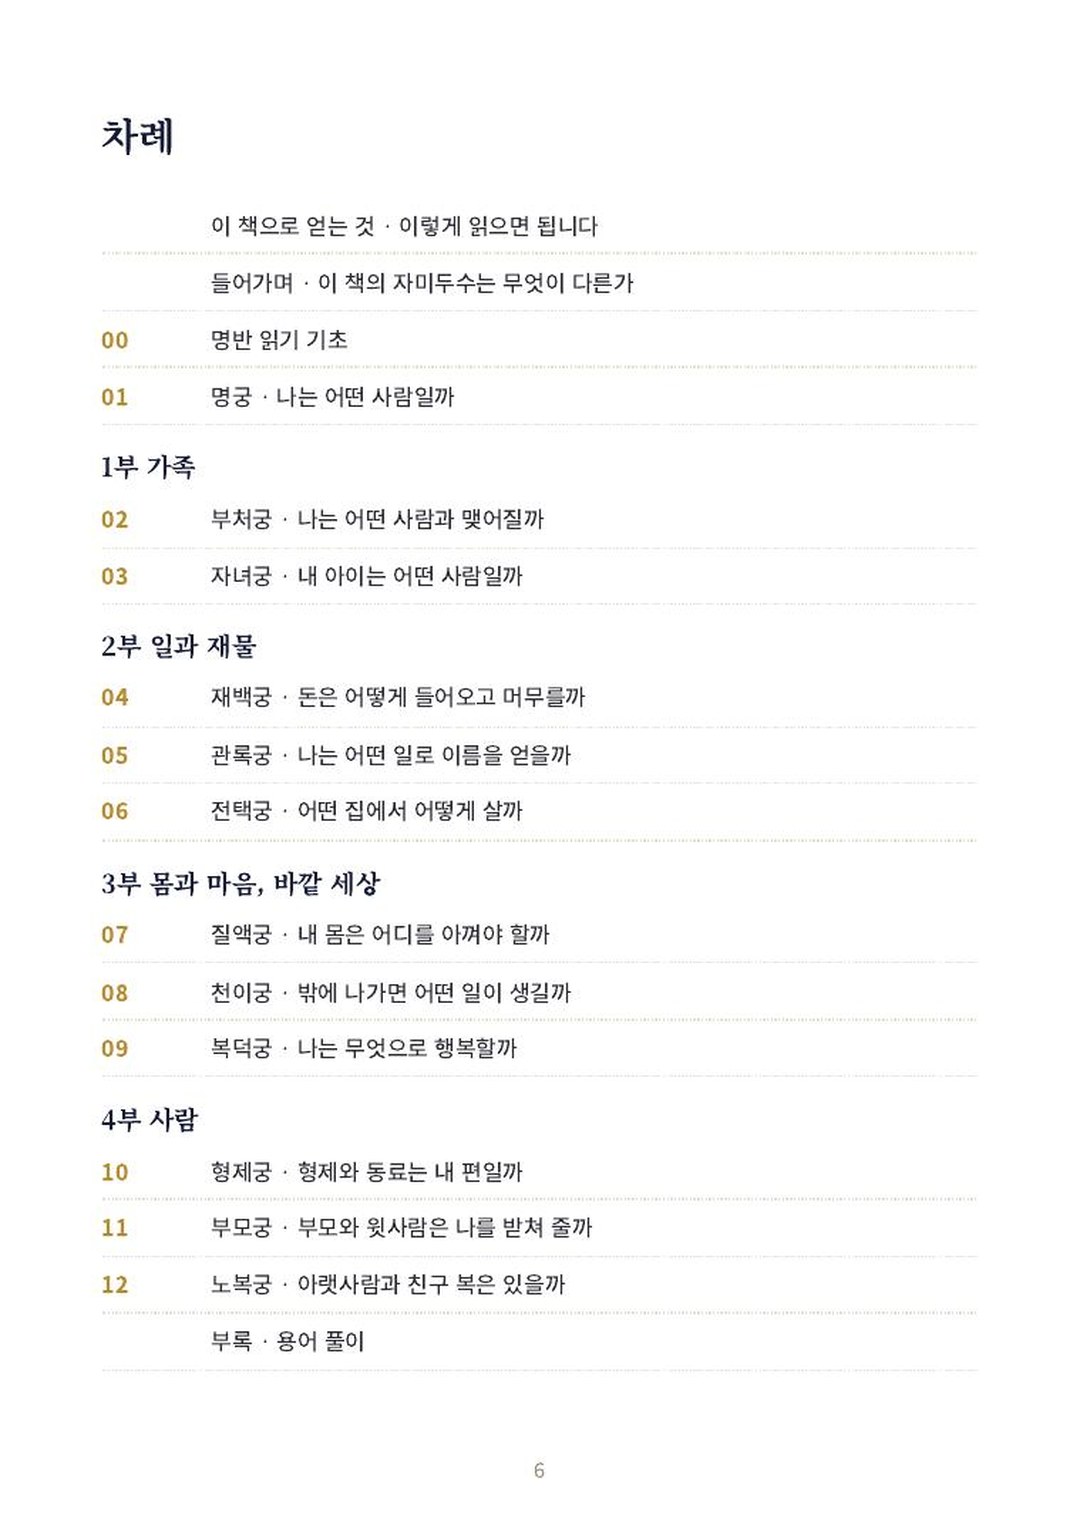 차례
이 책으로 얻는 것 · 이렇게 읽으면 됩니다
들어가며 · 이 책의 자미두수는 무엇이 다른가
00 명반 읽기 기초
01 명궁 · 나는 어떤 사람일까
1부 가족
02 부처궁 · 나는 어떤 사람과 맺어질까
03 자녀궁 · 내 아이는 어떤 사람일까
2부 일과 재물
04 재백궁 · 돈은 어떻게 들어오고 머무를까
05 관록궁 · 나는 어떤 일로 이름을 얻을까
06 전택궁 · 어떤 집에서 어떻게 살까
3부 몸과 마음, 바깥 세상
07 질액궁 · 내 몸은 어디를 아껴야 할까
08 천이궁 · 밖에 나가면 어떤 일이 생길까
09 복덕궁 · 나는 무엇으로 행복할까
4부 사람
10 형제궁 · 형제와 동료는 내 편일까
11 부모궁 · 부모와 윗사람은 나를 받쳐 줄까
12 노복궁 · 아랫사람과 친구 복은 있을까
부록 · 용어 풀이
6